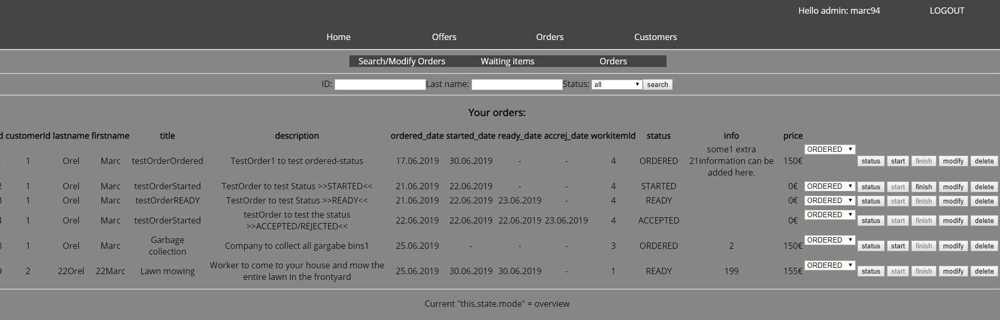 Hello admin: marc94 LOGOUT
Home Offers Orders Customers
Search/Modify Orders Waiting items Orders
ID: Last name: Status: all search
Your orders:
d customerId lastname firstname title description ordered_date started_date ready_date accrej_date workitemId status info price
1 Orel Marc testOrderOrdered TestOrder1 to test ordered-status 17.06.2019 30.06.2019 - - 4 ORDERED some1 extra 21information can be added here. 150€ ORDERED status start finish modify delete
2 1 Orel Marc testOrderStarted TestOrder to test Status >>STARTED<< 21.06.2019 22.06.2019 - - 4 STARTED 0€ ORDERED status start finish modify delete
3 1 Orel Marc testOrderREADY TestOrder to test Status >>READY<< 21.06.2019 22.06.2019 23.06.2019 - 4 READY 0€ ORDERED status start finish modify delete
4 1 Orel Marc testOrderStarted testOrder to test the status >>ACCEPTED/REJECTED<< 22.06.2019 22.06.2019 22.06.2019 23.06.2019 4 ACCEPTED 0€ ORDERED status start finish modify delete
1 Orel Marc Garbage collection Company to collect all gargabe bins1 25.06.2019 - - - 3 ORDERED 2 150€ ORDERED status start finish modify delete
9 2 22Orel 22Marc Lawn mowing Worker to come to your house and mow the entire lawn in the frontyard 25.06.2019 30.06.2019 30.06.2019 - 1 READY 199 155€ ORDERED status start finish modify delete
Current "this.state.mode" = overview